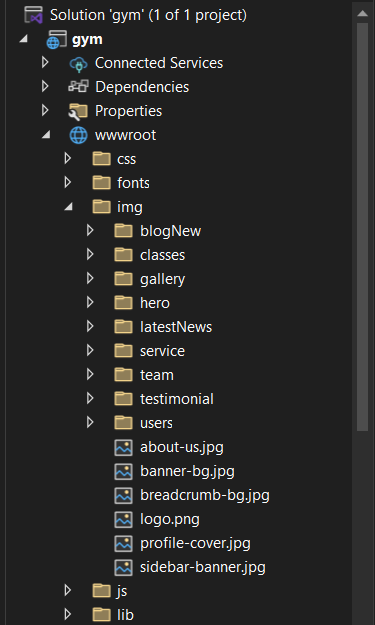 Solution 'gym' (1 of 1 project)
gym
Connected Services
Dependencies
Properties
wwwroot
css
fonts
img
blogNew
classes
gallery
hero
latestNews
service
team
testimonial
users
about-us.jpg
banner-bg.jpg
breadcrumb-bg.jpg
logo.png
profile-cover.jpg
sidebar-banner.jpg
js
lib